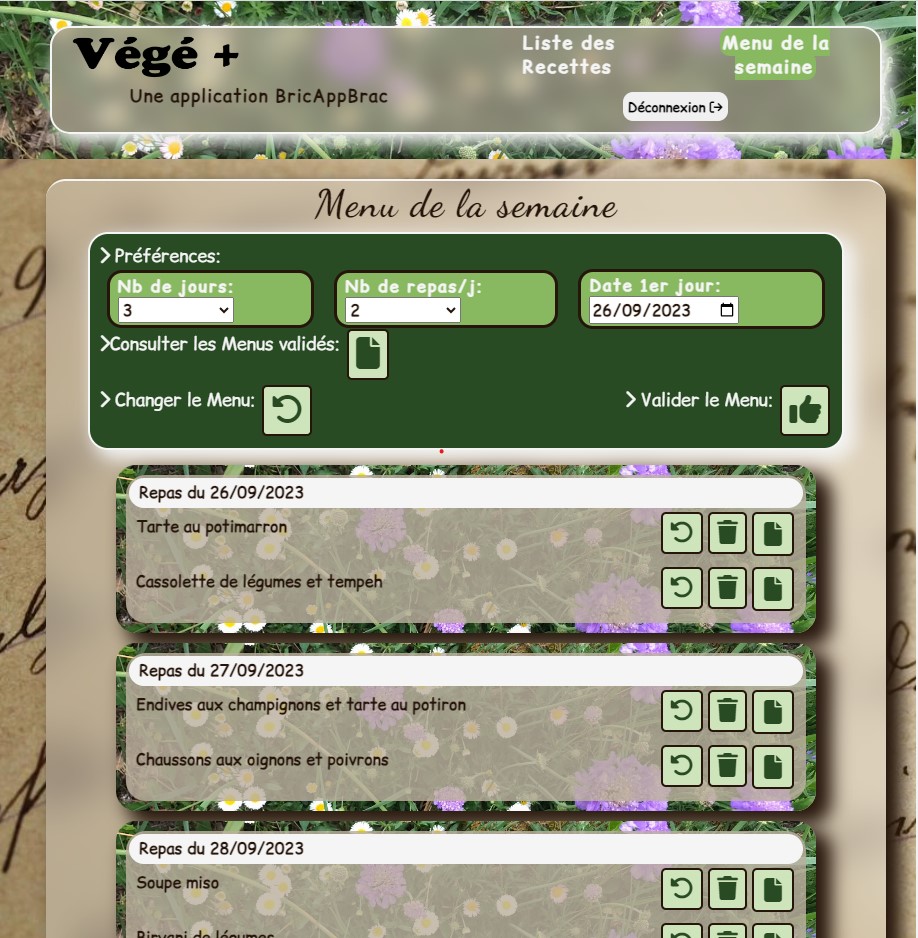 Végé +
Liste des
Recettes
Menu de la
semaine
Une application BricAppBrac
Déconnexion
Menu de la semaine
Préférences:
Nb de jours:
3
Nb de repas/j:
2
Date 1er jour:
26/09/2023
Consulter les Menus validés:
Changer le Menu:
Valider le Menu:
Repas du 26/09/2023
Tarte au potimarron
Cassolette de légumes et tempeh
Repas du 27/09/2023
Endives aux champignons et tarte au potiron
Chaussons aux oignons et poivrons
Repas du 28/09/2023
Soupe miso
Biryani de légumes